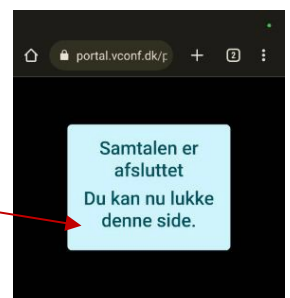 portal.vconf.dk/p
2
Samtalen er
afsluttet
Du kan nu lukke
denne side.